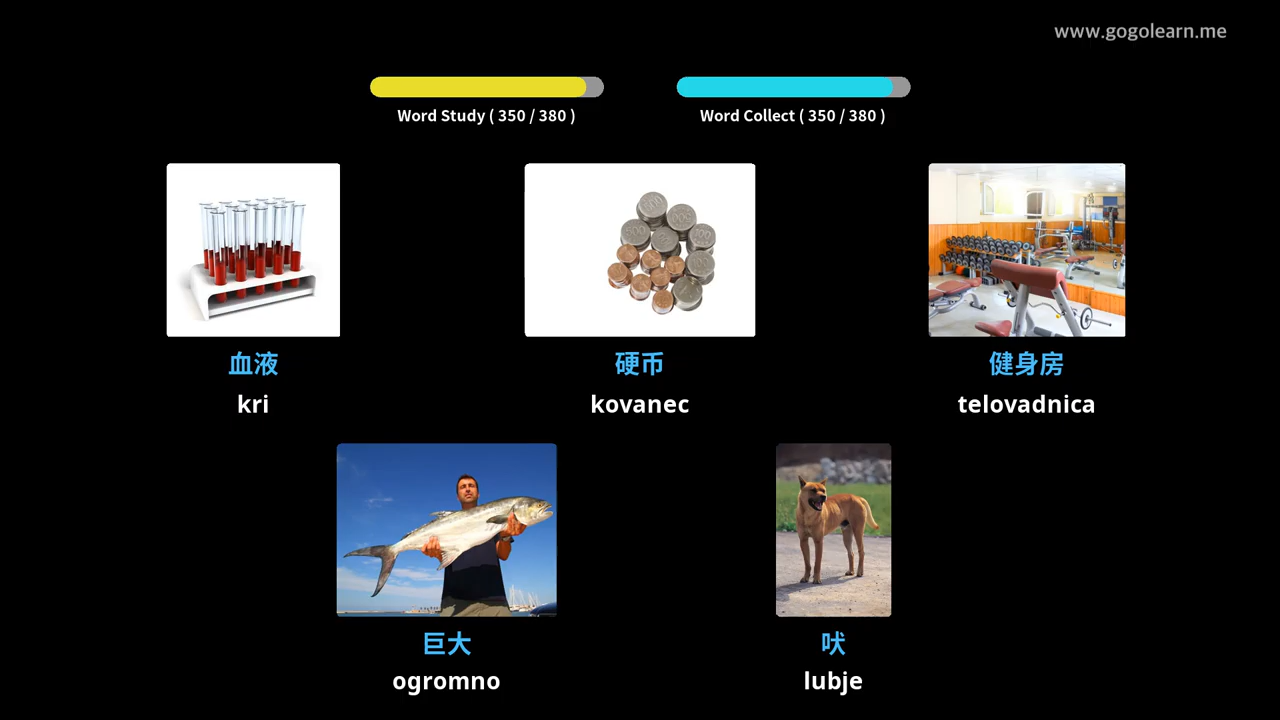 www.gogolearn.me
Word Study ( 350 / 380 )
Word Collect ( 350 / 380 )
血液
kri
硬币
kovanec
健身房
telovadnica
巨大
ogromno
吠
lubje